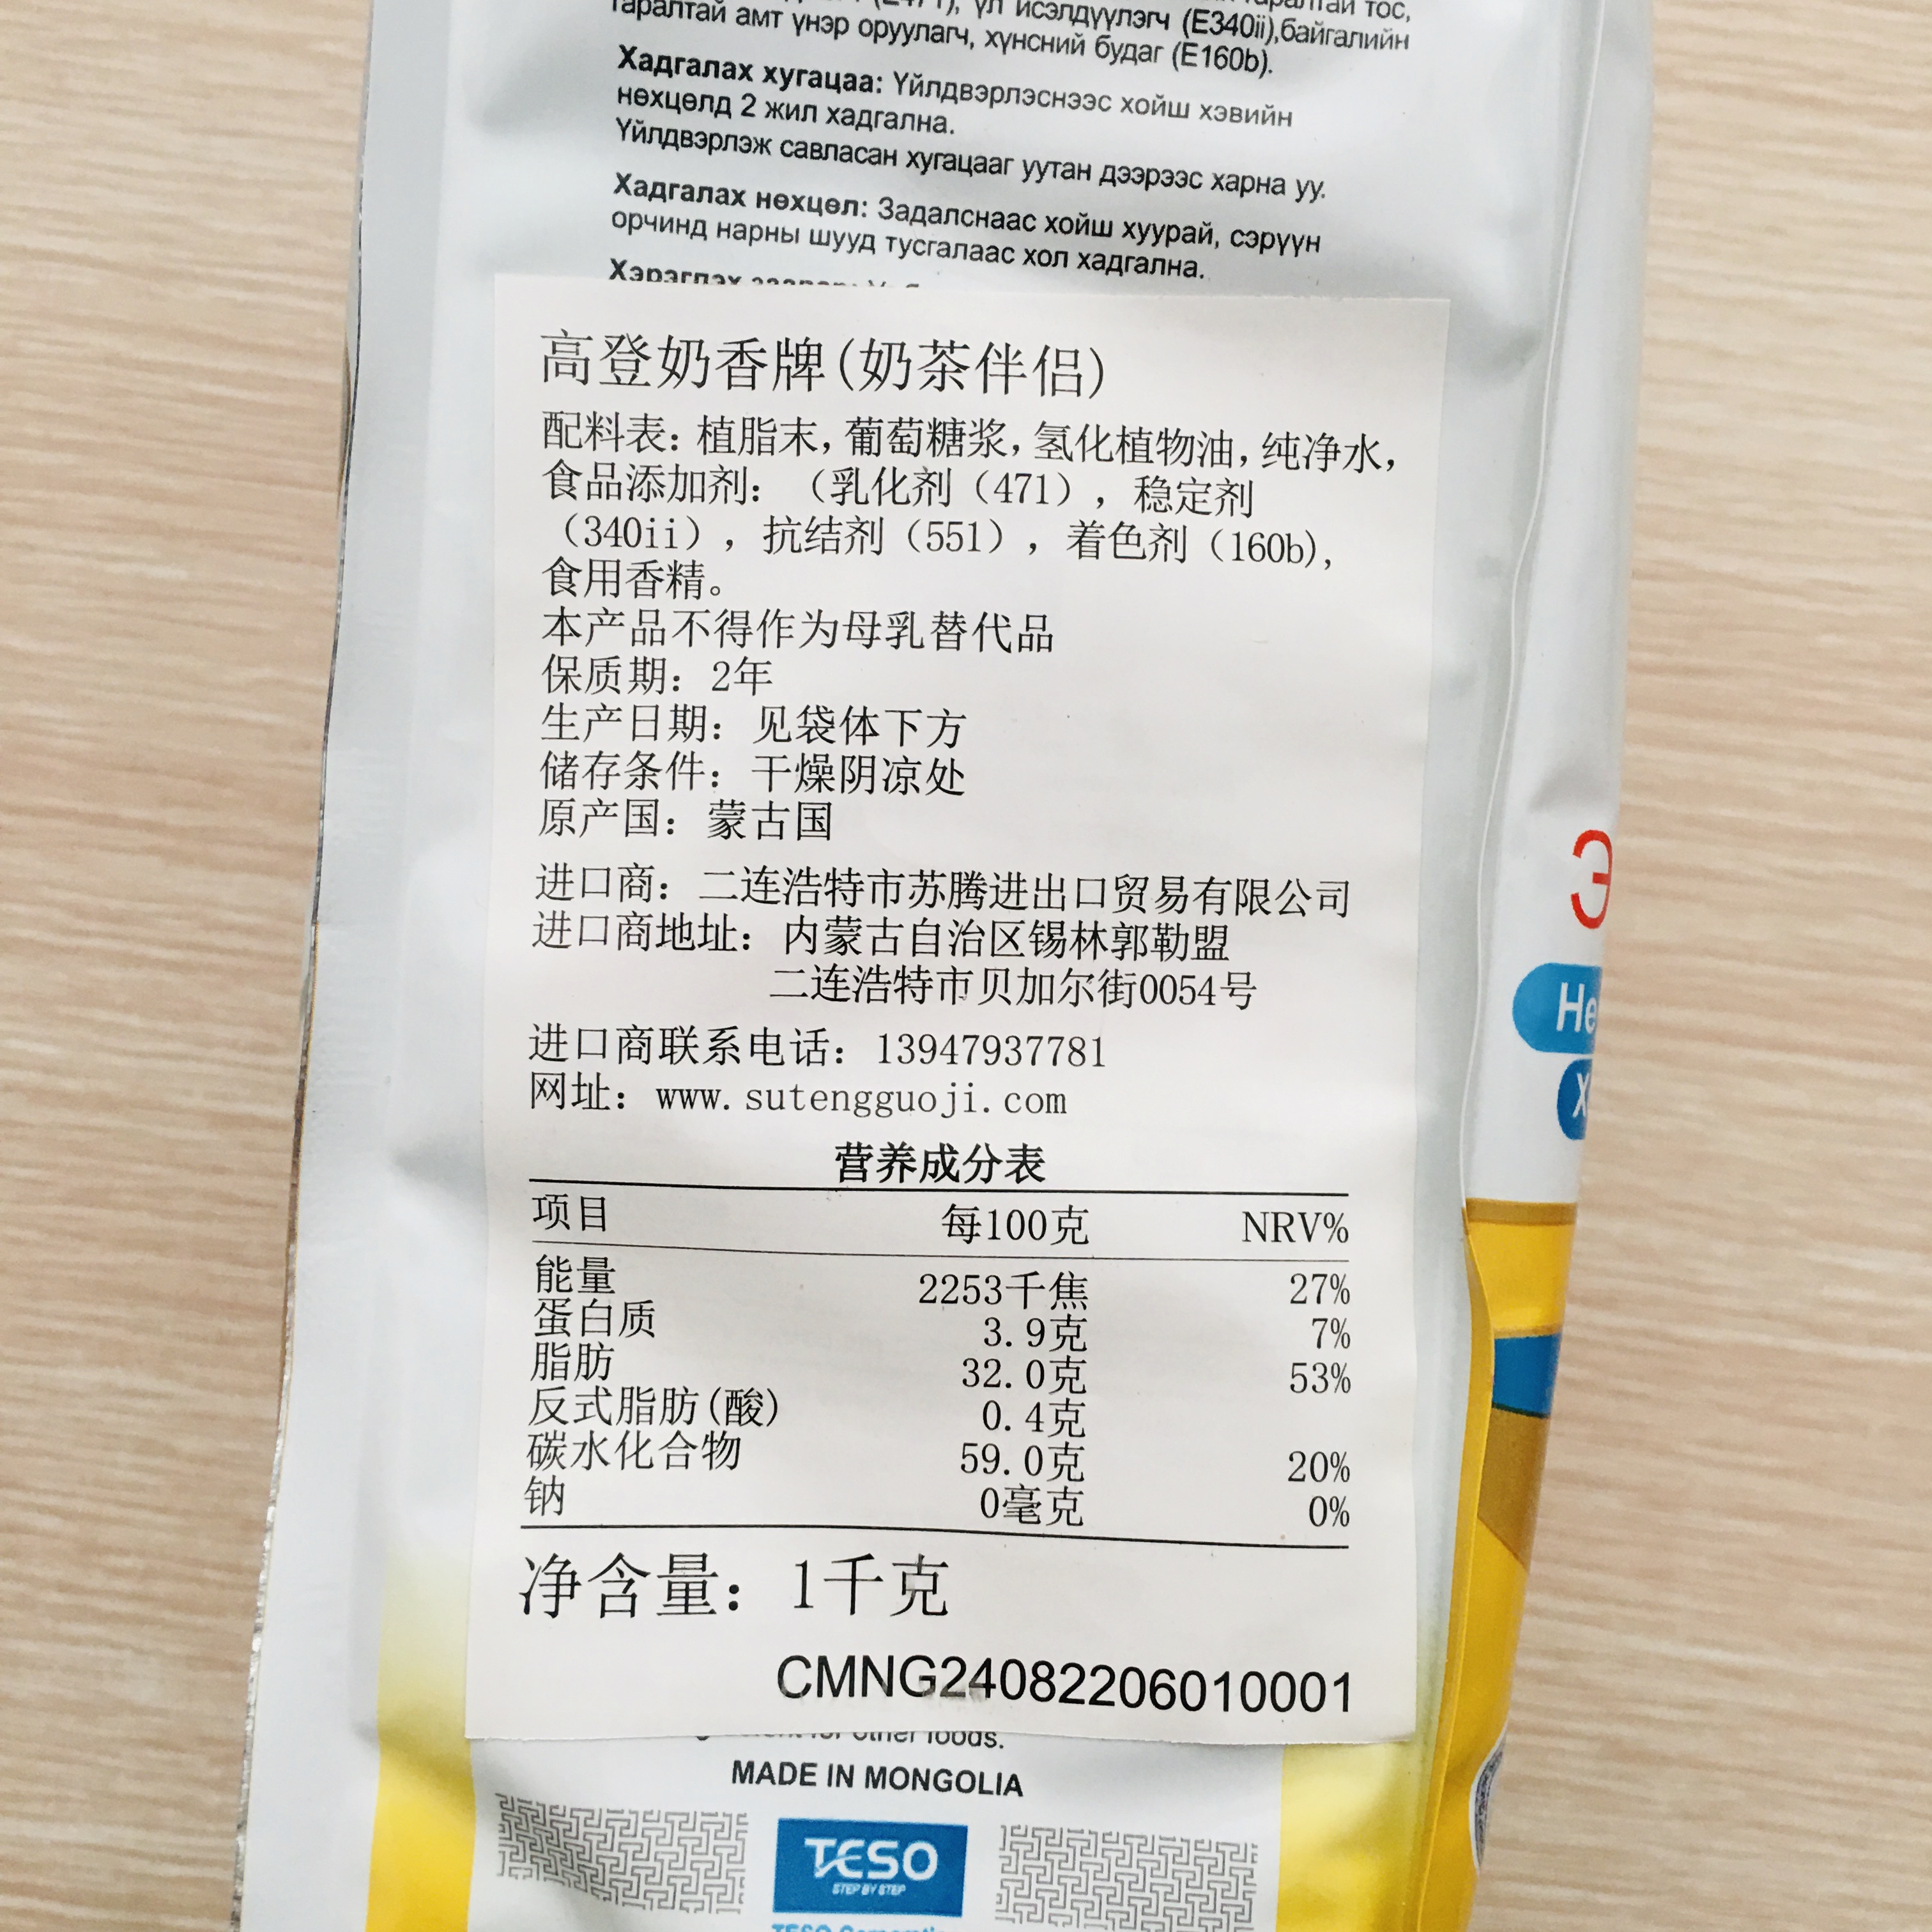 (E471), үл исэлдүүлэгч (E340ii),байгалийн
гаралтай амт үнэр оруулагч, хүнсний будаг (E160b).
Хадгалах хугацаа: Үйлдвэрлэснээс хойш хэвийн
нөхцөлд 2 жил хадгална.
Үйлдвэрлэж савласан хугацааг уутан дээрээс харна уу.
Хадгалах нөхцөл: Задалснаас хойш хуурай, сэрүүн
орчинд нарны шууд тусгалаас хол хадгална.
高登奶香牌(奶茶伴侣)
配料表: 植脂末, 葡萄糖浆, 氢化植物油, 纯净水,
食品添加剂: （乳化剂（471）, 稳定剂
（340ii）, 抗结剂（551）, 着色剂（160b),
食用香精。
本产品不得作为母乳替代品
保质期: 2年
生产日期: 见袋体下方
储存条件: 干燥阴凉处
原产国: 蒙古国
进口商: 二连浩特市苏腾进出口贸易有限公司
进口商地址: 内蒙古自治区锡林郭勒盟
二连浩特市贝加尔街0054号
进口商联系电话: 13947937781
网址: www.sutengguoji.com
营养成分表
项目 每100克 NRV%
能量 2253千焦 27%
蛋白质 3.9克 7%
脂肪 32.0克 53%
反式脂肪(酸) 0.4克
碳水化合物 59.0克 20%
钠 0毫克 0%
净含量: 1千克
CMNG24082206010001
for other foods.
MADE IN MONGOLIA
TESO
STEP BY STEP